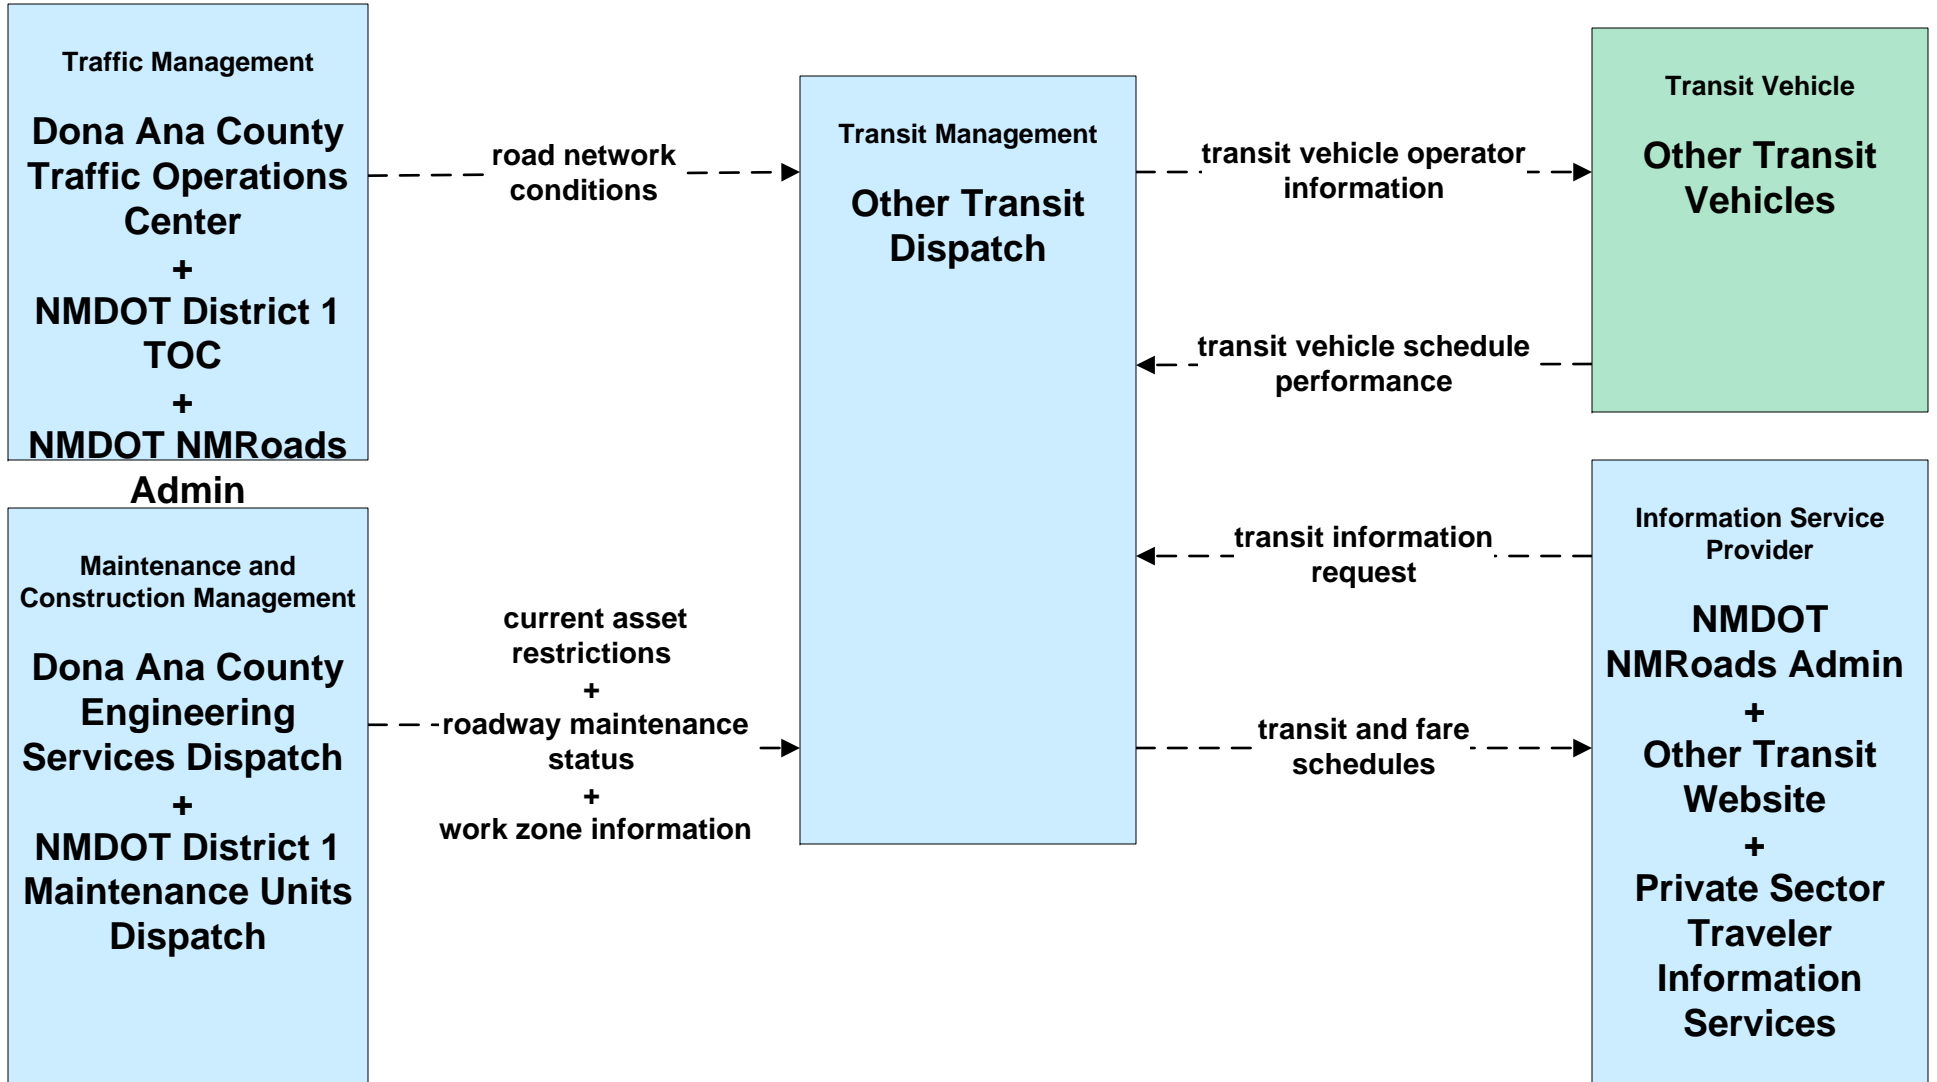 Traffic Management
Dona Ana County
Traffic Operations
Center
+
NMDOT District 1
TOC
+
NMDOT NMRoads
Admin
Maintenance and
Construction Management
Dona Ana County
Engineering
Services Dispatch
+
NMDOT District 1
Maintenance Units
Dispatch
road network
conditions
current asset
restrictions
+
roadway maintenance
status
+
work zone information
Transit Management
Other Transit
Dispatch
transit vehicle operator
information
transit vehicle schedule
performance
transit information
request
transit and fare
schedules
Transit Vehicle
Other Transit
Vehicles
Information Service
Provider
NMDOT
NMRoads Admin
+
Other Transit
Website
+
Private Sector
Traveler
Information
Services